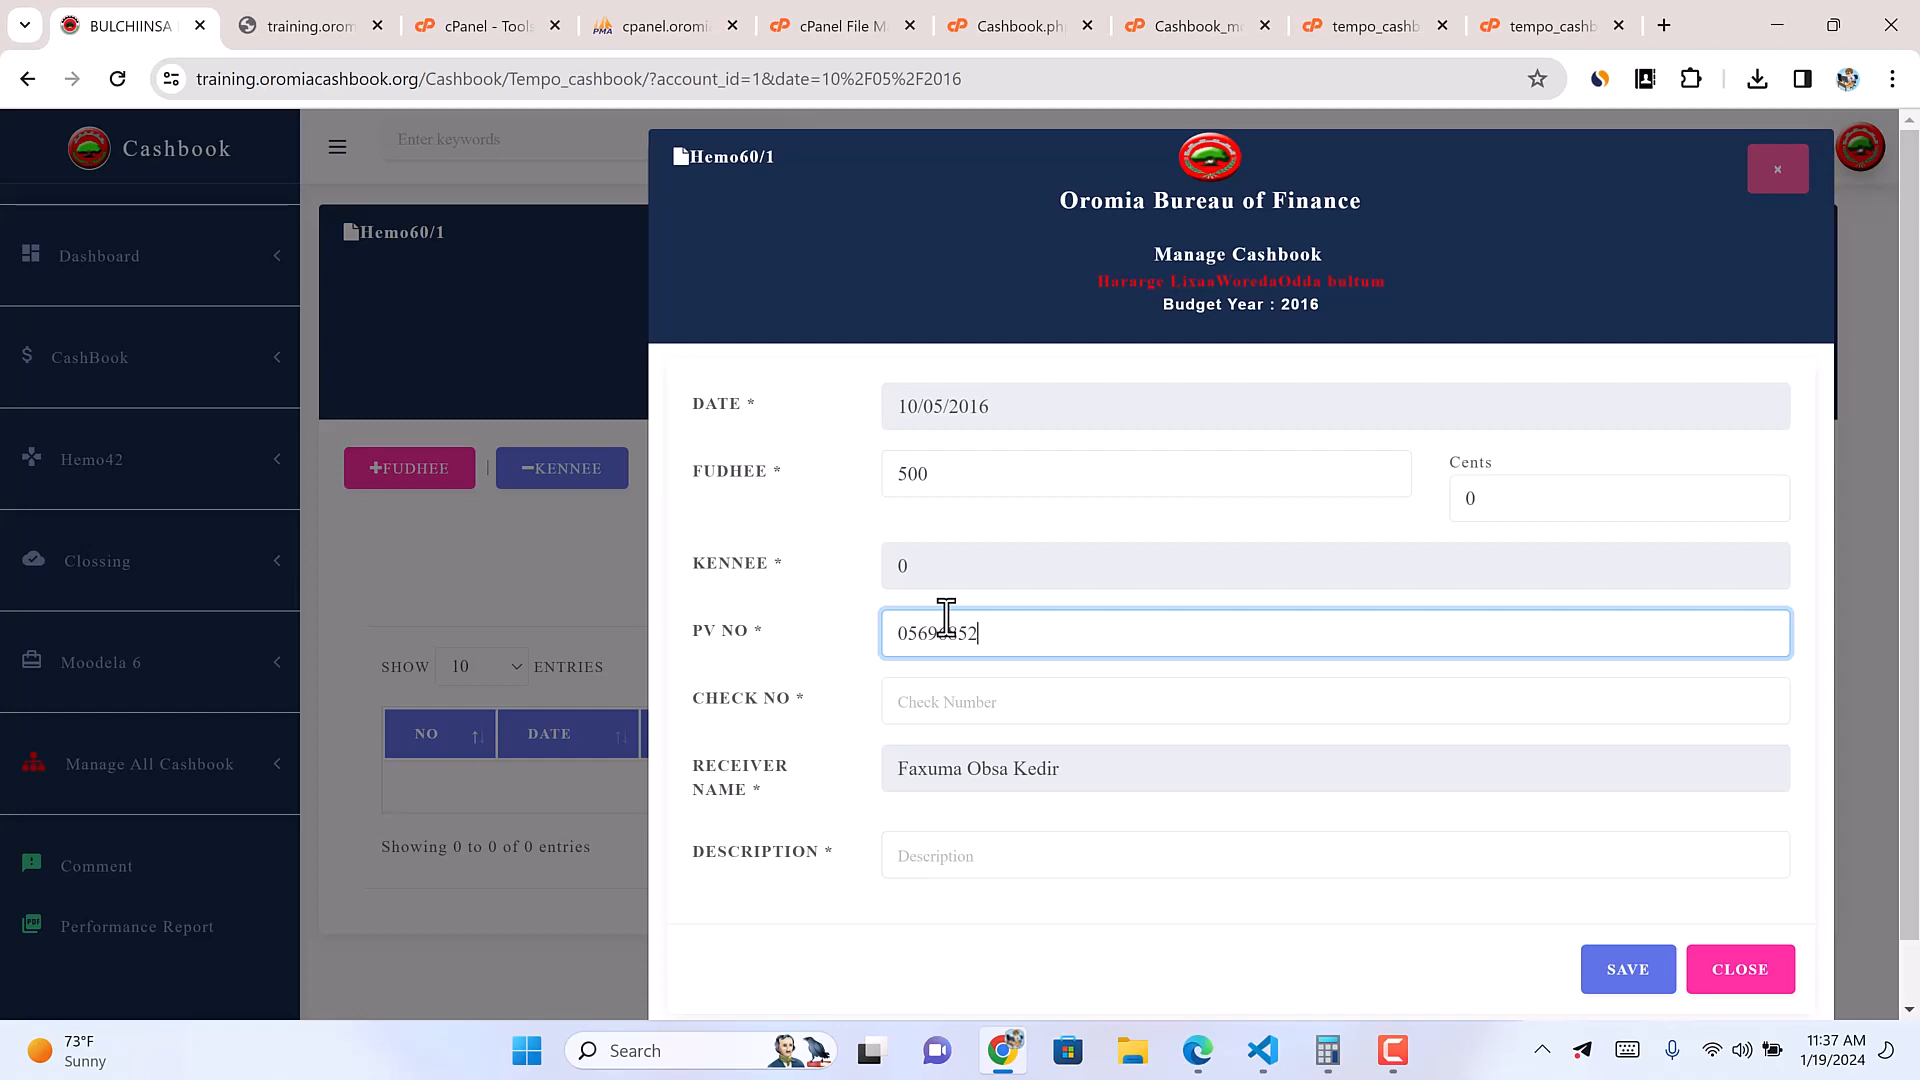 BULCHIINSA
training.orom
cPanel - Tools
cpanel.oromi
cPanel File M
Cashbook.ph
Cashbook_m
tempo_cashb
tempo_cashb
training.oromiacashbook.org/Cashbook/Tempo_cashbook/?account_id=1&date=10%2F05%2F2016
Cashbook
Enter keywords
Dashboard
CashBook
Hemo42
Clossing
Moodela 6
Manage All Cashbook
Comment
Performance Report
Hemo60/1
+FUDHEE | −KENNEE
SHOW 10 ENTRIES
NO DATE
Showing 0 to 0 of 0 entries
Hemo60/1
×
Oromia Bureau of Finance
Manage Cashbook
Hararge LixaaWoredaOdda bultum
Budget Year : 2016
DATE * 10/05/2016
FUDHEE * 500
Cents
0
KENNEE * 0
PV NO *
CHECK NO * Check Number
RECEIVER NAME * Faxuma Obsa Kedir
DESCRIPTION * Description
SAVE CLOSE
73°F
Sunny
Search
11:37 AM
1/19/2024